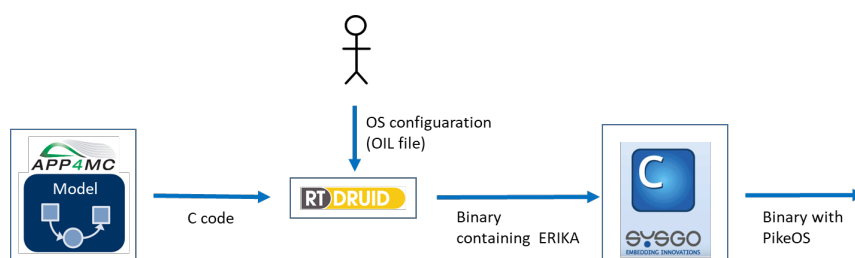 OS configuaration
(OIL file)
APP4MC
Model
C code
RT DRUID
Binary
containing ERIKA
C
SYSGO
EMBEDDING INNOVATIONS
Binary with
PikeOS